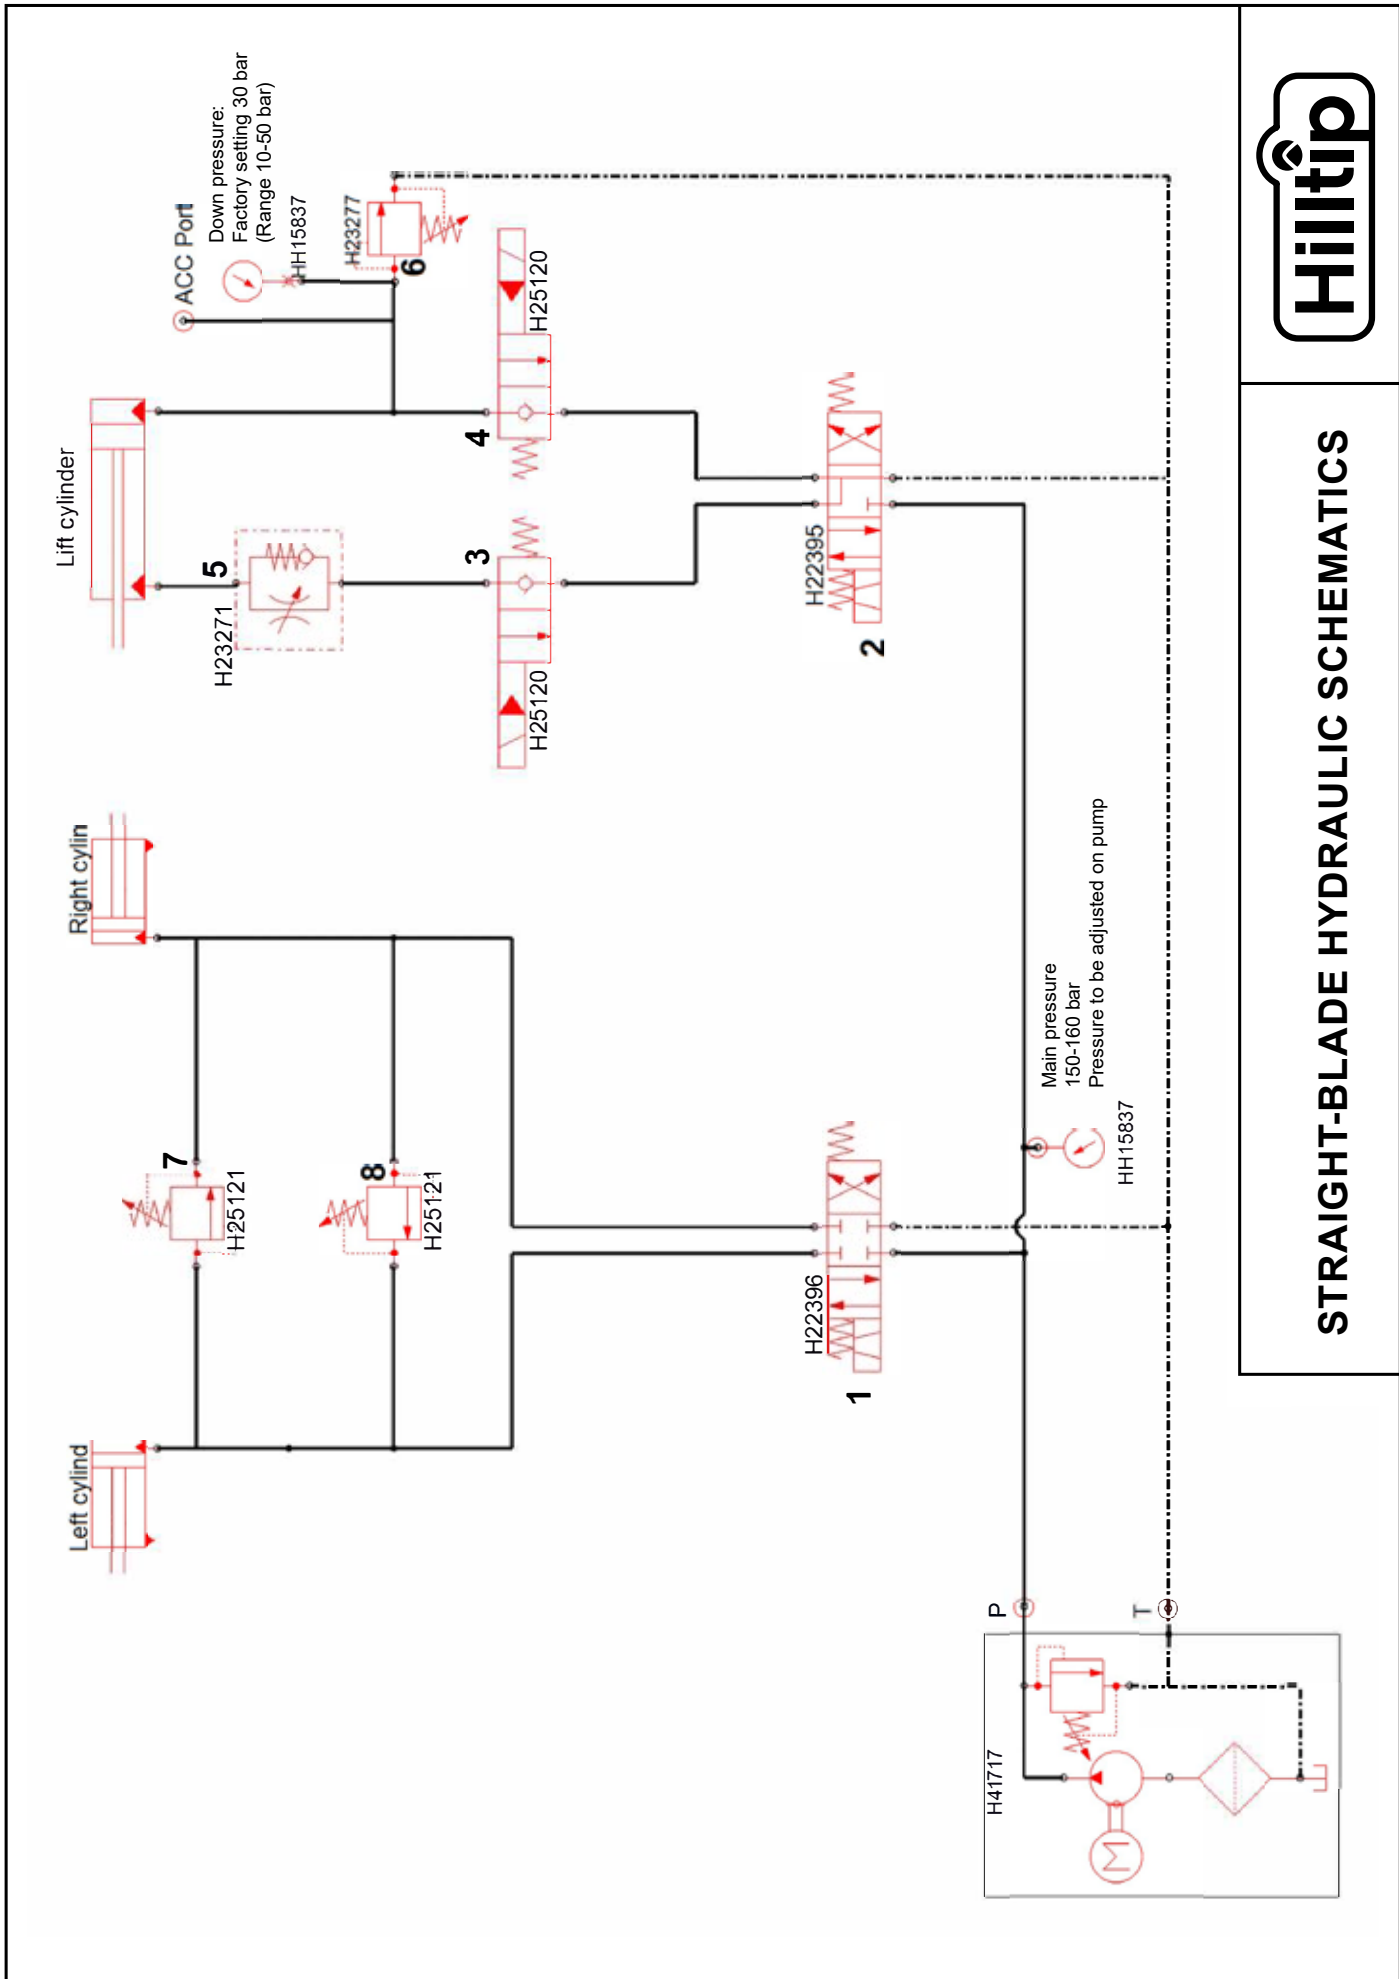 Lift cylinder
ACC Port
Down pressure:
Factory setting 30 bar
(Range 10-50 bar)
HH15837
H23277
6
5
H23271
3
4
H25120
H25120
Right cylin
Left cylind
7
H25121
8
H25121
H22395
2
H22396
1
Main pressure
150-160 bar
Pressure to be adjusted on pump
HH15837
P
T
H41717
M
STRAIGHT-BLADE HYDRAULIC SCHEMATICS
Hilltip